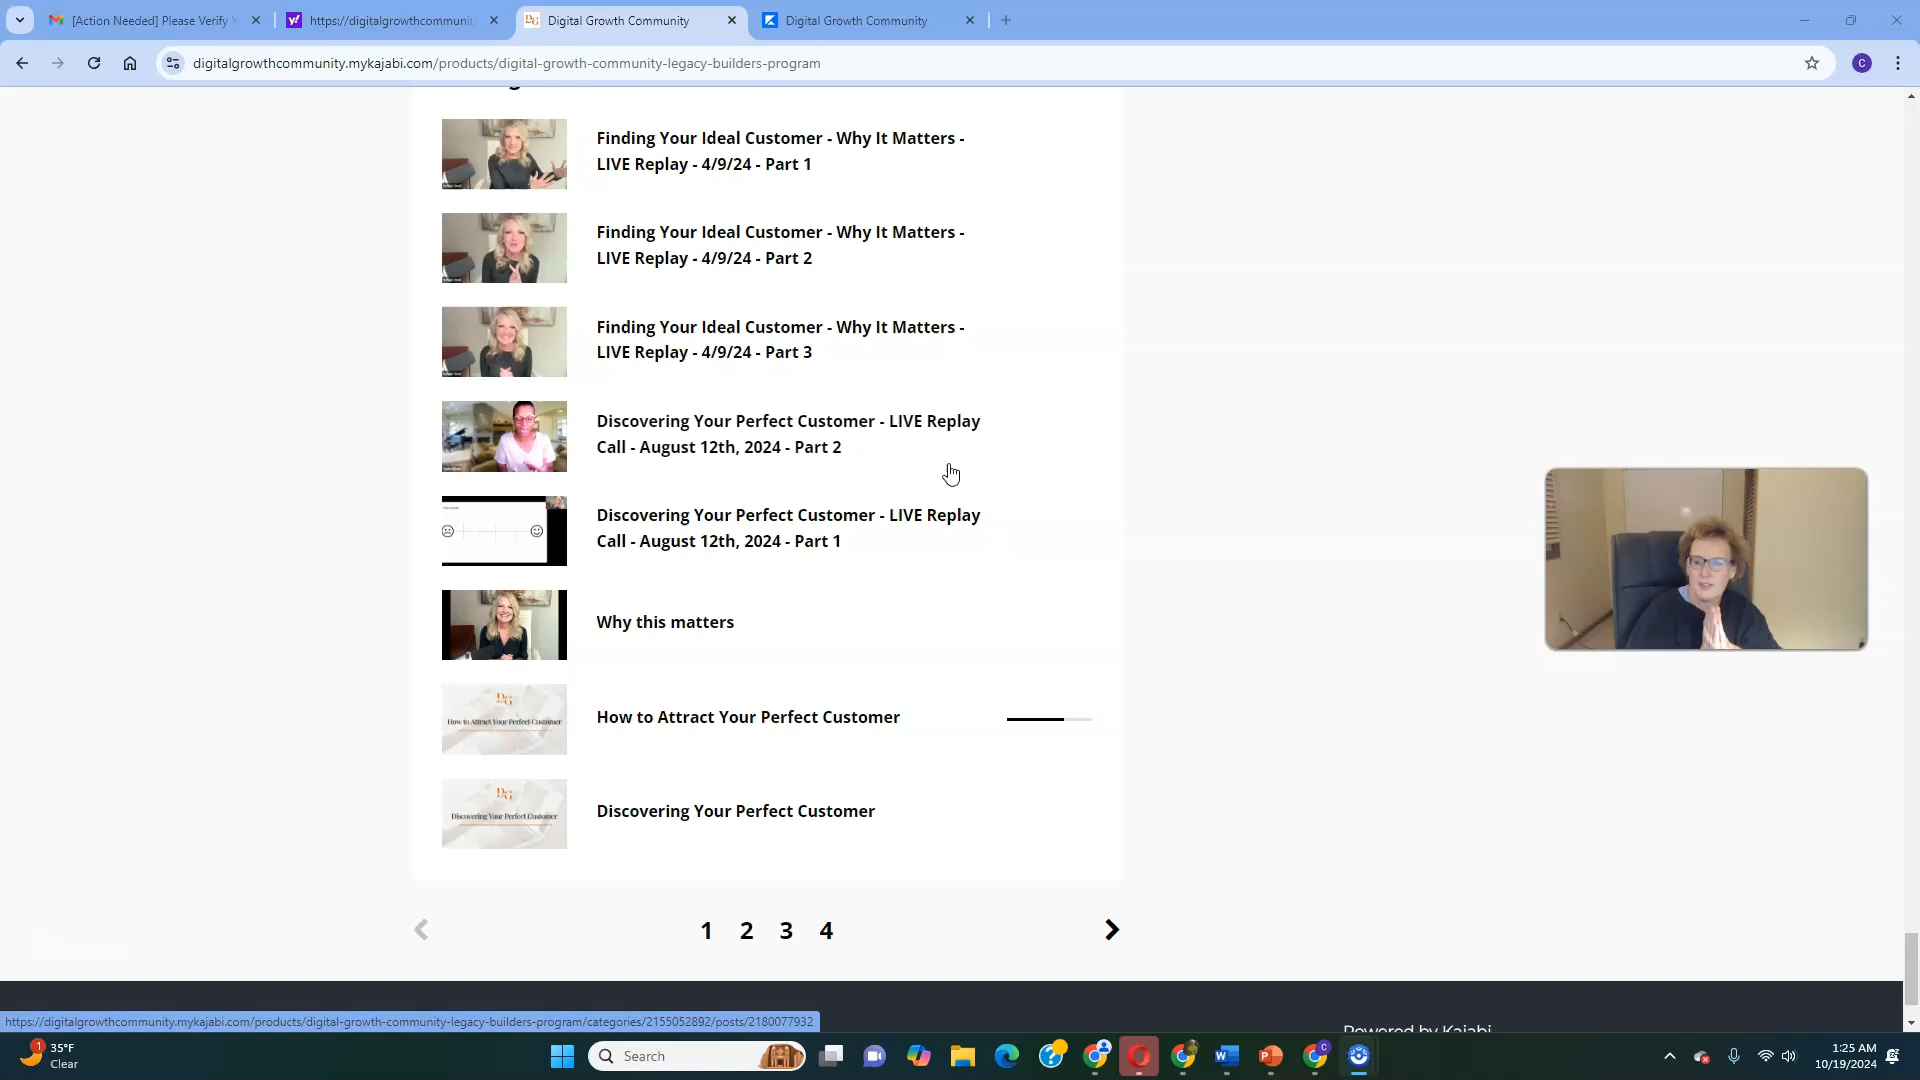 [Action Needed] Please Verify
https://digitalgrowthcommunit
Digital Growth Community
Digital Growth Community
digitalgrowthcommunity.mykajabi.com/products/digital-growth-community-legacy-builders-program
C
Finding Your Ideal Customer - Why It Matters -
LIVE Replay - 4/9/24 - Part 1
Finding Your Ideal Customer - Why It Matters -
LIVE Replay - 4/9/24 - Part 2
Finding Your Ideal Customer - Why It Matters -
LIVE Replay - 4/9/24 - Part 3
Discovering Your Perfect Customer - LIVE Replay
Call - August 12th, 2024 - Part 2
Discovering Your Perfect Customer - LIVE Replay
Call - August 12th, 2024 - Part 1
Why this matters
DG
How to Attract Your Perfect Customer
How to Attract Your Perfect Customer
DG
Discovering Your Perfect Customer
Discovering Your Perfect Customer
1 2 3 4
Powered by Kajabi
https://digitalgrowthcommunity.mykajabi.com/products/digital-growth-community-legacy-builders-program/categories/2155052892/posts/2180077932
1
35°F
Clear
Search
1:25 AM
10/19/2024